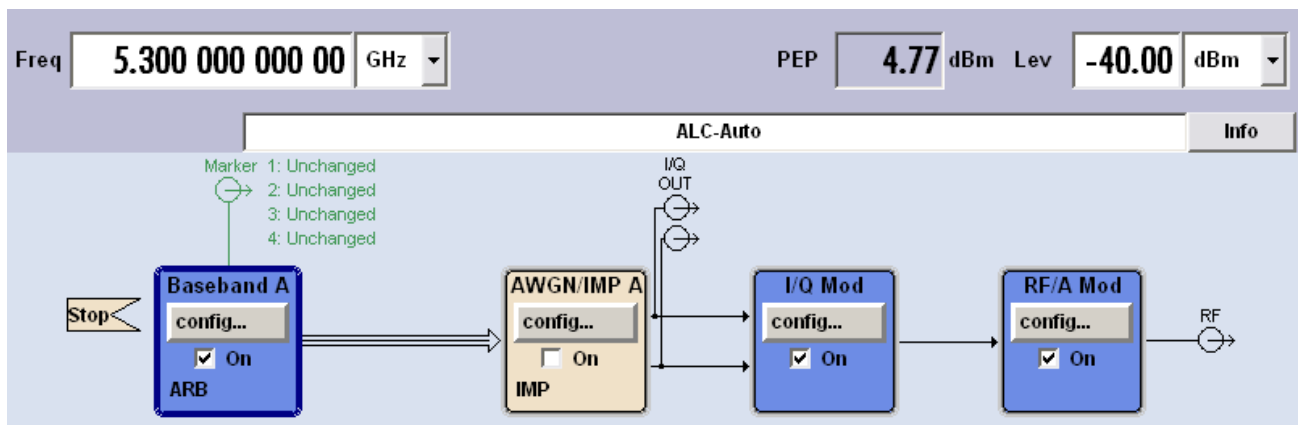 Freq 5.300 000 000 00 GHz PEP 4.77 dBm Lev -40.00 dBm
ALC-Auto Info
Marker 1: Unchanged
2: Unchanged
3: Unchanged
4: Unchanged
I/Q
OUT
Stop
Baseband A
config...
On
ARB
AWGN/IMP A
config...
On
IMP
I/Q Mod
config...
On
RF/A Mod
config...
On
RF